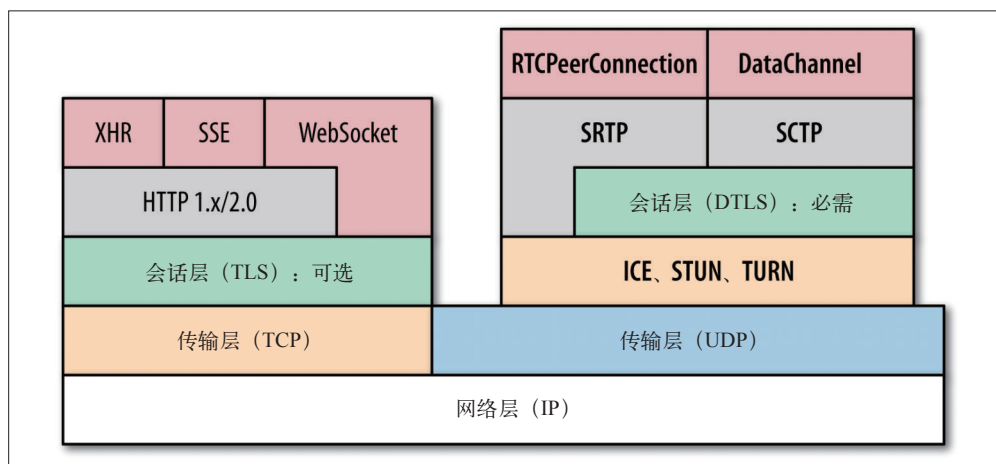 RTCPeerConnection DataChannel
XHR SSE WebSocket SRTP SCTP
HTTP 1.x/2.0 会话层（DTLS）：必需
会话层（TLS）：可选 ICE、STUN、TURN
传输层（TCP） 传输层（UDP）
网络层（IP）